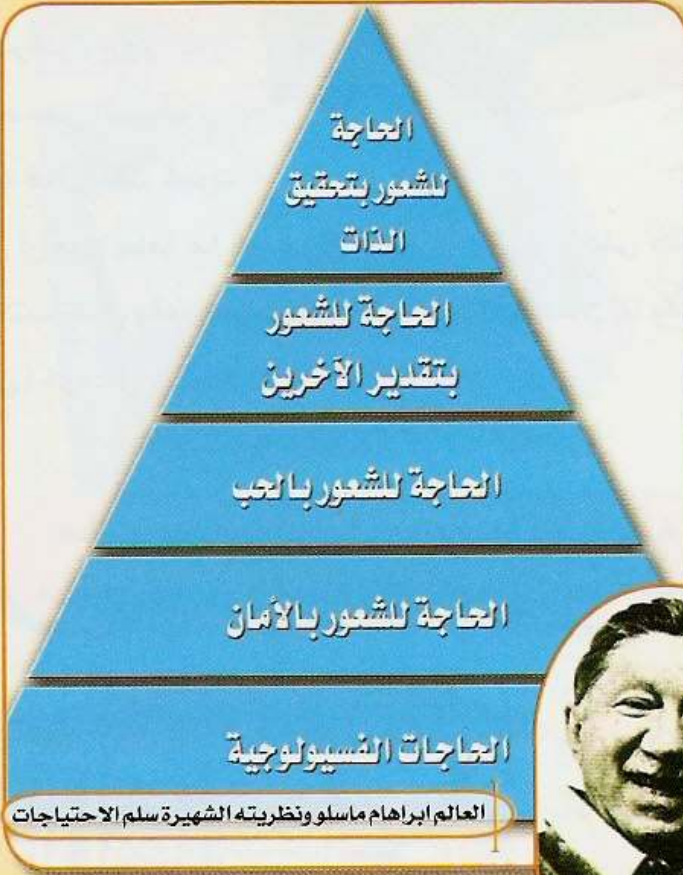 الحاجة
للشعور بتحقيق
الذات
الحاجة للشعور
بتقدير الآخرين
الحاجة للشعور بالحب
الحاجة للشعور بالأمان
الحاجات الفسيولوجية
العالم ابراهام ماسلو ونظريته الشهيرة سلم الاحتياجات